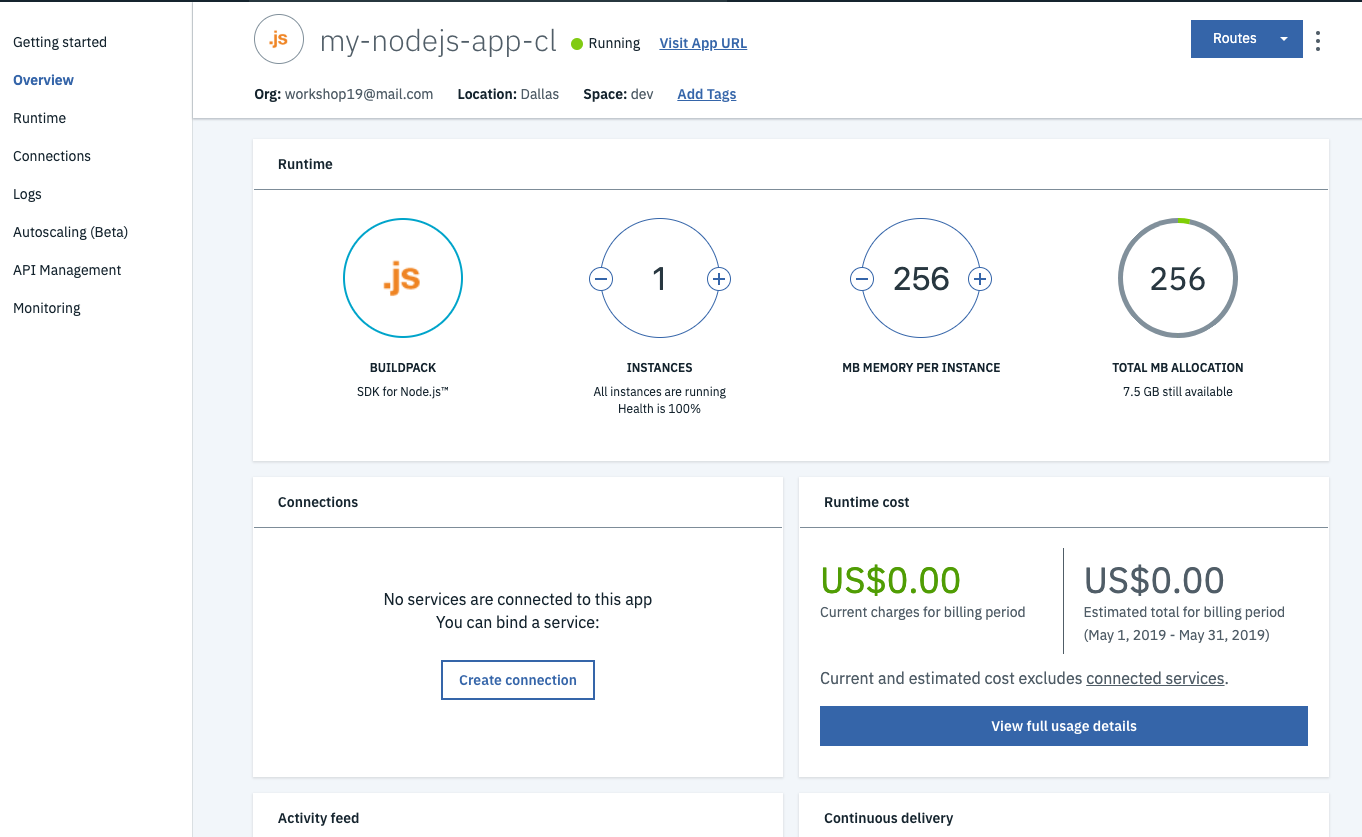 Getting started
Overview
Runtime
Connections
Logs
Autoscaling (Beta)
API Management
Monitoring
.js
my-nodejs-app-cl
Running
Visit App URL
Routes
Org: workshop19@mail.com Location: Dallas Space: dev Add Tags
Runtime
.js
1
256
256
BUILDPACK
SDK for Node.js™
INSTANCES
All instances are running
Health is 100%
MB MEMORY PER INSTANCE
TOTAL MB ALLOCATION
7.5 GB still available
Connections
No services are connected to this app
You can bind a service:
Create connection
Runtime cost
US$0.00
Current charges for billing period
US$0.00
Estimated total for billing period
(May 1, 2019 - May 31, 2019)
Current and estimated cost excludes connected services.
View full usage details
Activity feed
Continuous delivery